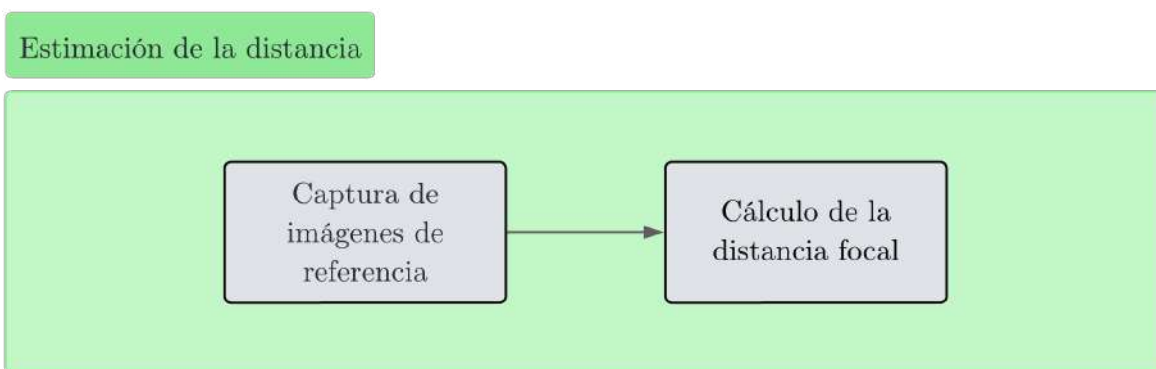 Estimación de la distancia
Captura de
imágenes de
referencia
Cálculo de la
distancia focal